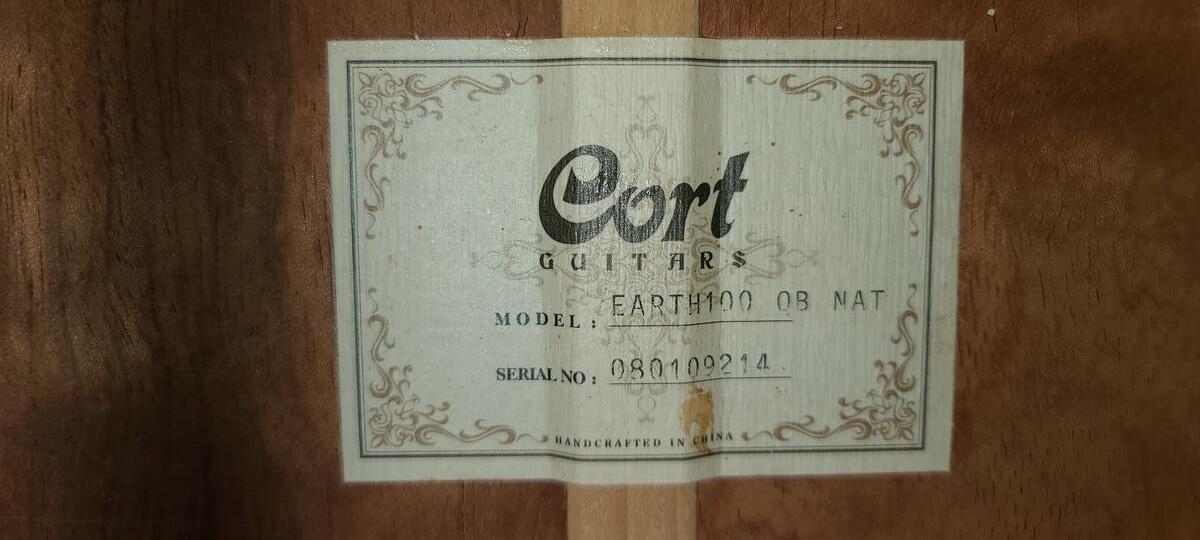 Cort
GUITARS
MODEL: EARTH100 OB NAT
SERIAL NO: 080109214
HANDCRAFTED IN CHINA